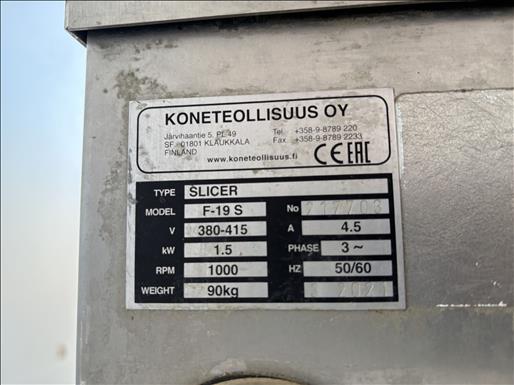 KONETEOLLISUUS OY
Järvihaantie 5, PL 49 Tel. +358-9-8789 220
SF 01801 KLAUKKALA Fax +358-9-8789 2233
FINLAND
www.koneteollisuus.fi CE EAC
TYPE SLICER
MODEL F-19 S No
V 380-415 A 4.5
kW 1.5 PHASE 3 ~
RPM 1000 HZ 50/60
WEIGHT 90kg